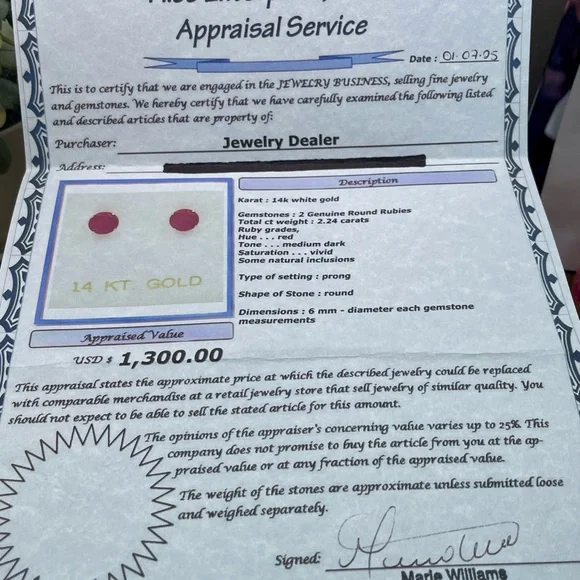 Appraisal Service
Date : 01.07.05
This is to certify that we are engaged in the JEWELRY BUSINESS, selling fine jewelry
and gemstones. We hereby certify that we have carefully examined the following listed
and described articles that are property of:
Purchaser: Jewelry Dealer
Address:
Description
Karat : 14k white gold
Gemstones : 2 Genuine Round Rubies
Total ct weight : 2.24 carats
Ruby grades,
Hue . . . red
Tone . . . medium dark
Saturation . . . vivid
Some natural inclusions
Type of setting : prong
Shape of Stone : round
Dimensions : 6 mm - diameter each gemstone
measurements
14 KT. GOLD
Appraised Value
USD $ 1,300.00
This appraisal states the approximate price at which the described jewelry could be replaced
with comparable merchandise at a retail jewelry store that sell jewelry of similar quality. You
should not expect to be able to sell the stated article for this amount.
The opinions of the appraiser's concerning value varies up to 25%. This
company does not promise to buy the article from you at the ap-
praised value or at any fraction of the appraised value.
The weight of the stones are approximate unless submitted loose
and weighed separately.
Signed:
Marie Williams